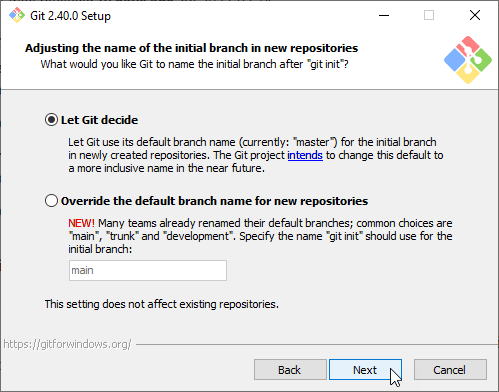 Git 2.40.0 Setup
Adjusting the name of the initial branch in new repositories
What would you like Git to name the initial branch after "git init"?
Let Git decide
Let Git use its default branch name (currently: "master") for the initial branch
in newly created repositories. The Git project intends to change this default to
a more inclusive name in the near future.
Override the default branch name for new repositories
NEW! Many teams already renamed their default branches; common choices are
"main", "trunk" and "development". Specify the name "git init" should use for the
initial branch:
main
This setting does not affect existing repositories.
https://gitforwindows.org/
Back
Next
Cancel